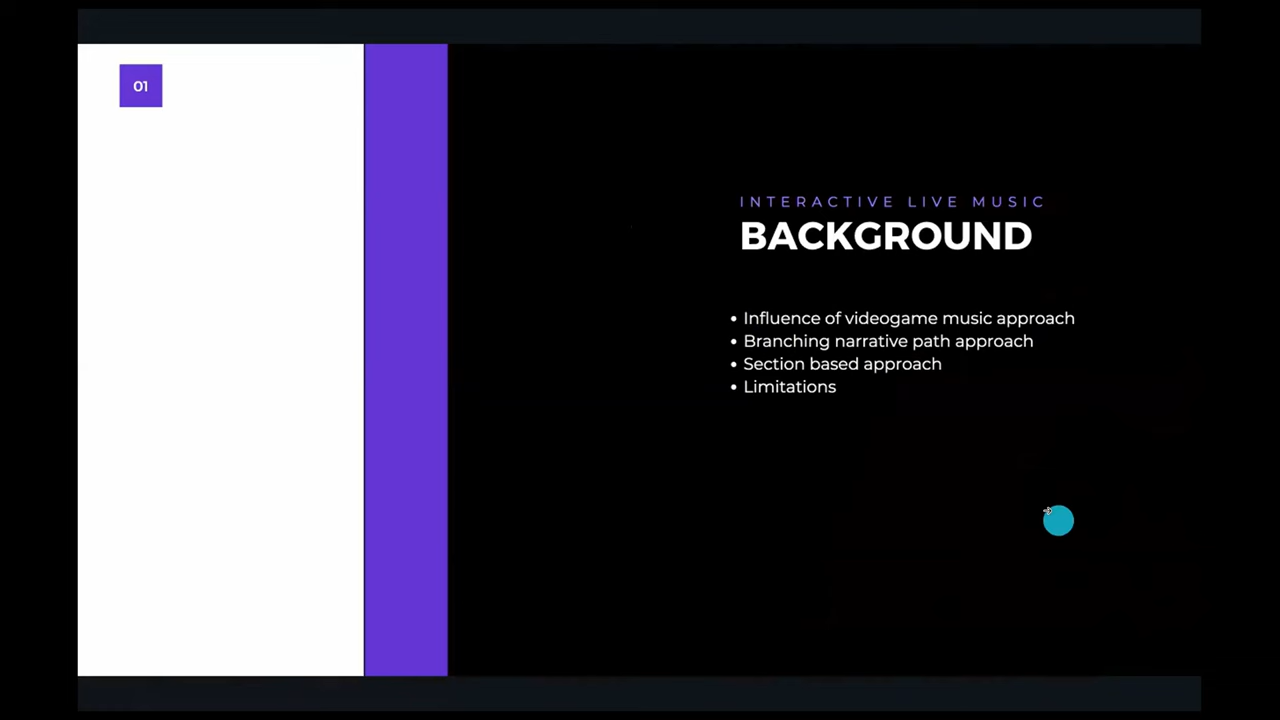 01
INTERACTIVE LIVE MUSIC
BACKGROUND
• Influence of videogame music approach
• Branching narrative path approach
• Section based approach
• Limitations